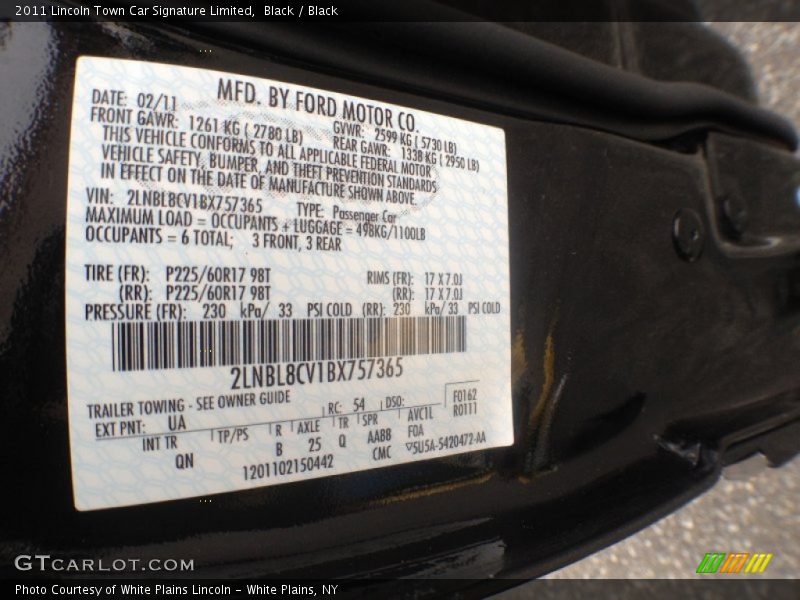 2011 Lincoln Town Car Signature Limited, Black / Black
MFD. BY FORD MOTOR CO.
DATE: 02/11 GVWR: 2599 KG ( 5730 LB)
FRONT GAWR: 1261 KG ( 2780 LB) REAR GAWR: 1338 KG ( 2950 LB)
THIS VEHICLE CONFORMS TO ALL APPLICABLE FEDERAL MOTOR
VEHICLE SAFETY, BUMPER, AND THEFT PREVENTION STANDARDS
IN EFFECT ON THE DATE OF MANUFACTURE SHOWN ABOVE.
VIN: 2LNBL8CV1BX757365 TYPE: Passenger Car
MAXIMUM LOAD = OCCUPANTS + LUGGAGE = 498KG/1100LB
OCCUPANTS = 6 TOTAL; 3 FRONT, 3 REAR
TIRE (FR): P225/60R17 98T RIMS (FR): 17 X 7.0J
(RR): P225/60R17 98T (RR): 17 X 7.0J
PRESSURE (FR): 230 kPa/ 33 PSI COLD (RR): 230 kPa/ 33 PSI COLD
2LNBL8CV1BX757365
TRAILER TOWING - SEE OWNER GUIDE F0162
EXT PNT: UA RC: 54 DSO: R0111
INT TR TP/PS R AXLE TR SPR AVC1L
QN B 25 Q AABB FOA
1201102150442 CMC ▽5U5A-5420472-AA
GTCARLOT.COM
Photo Courtesy of White Plains Lincoln - White Plains, NY